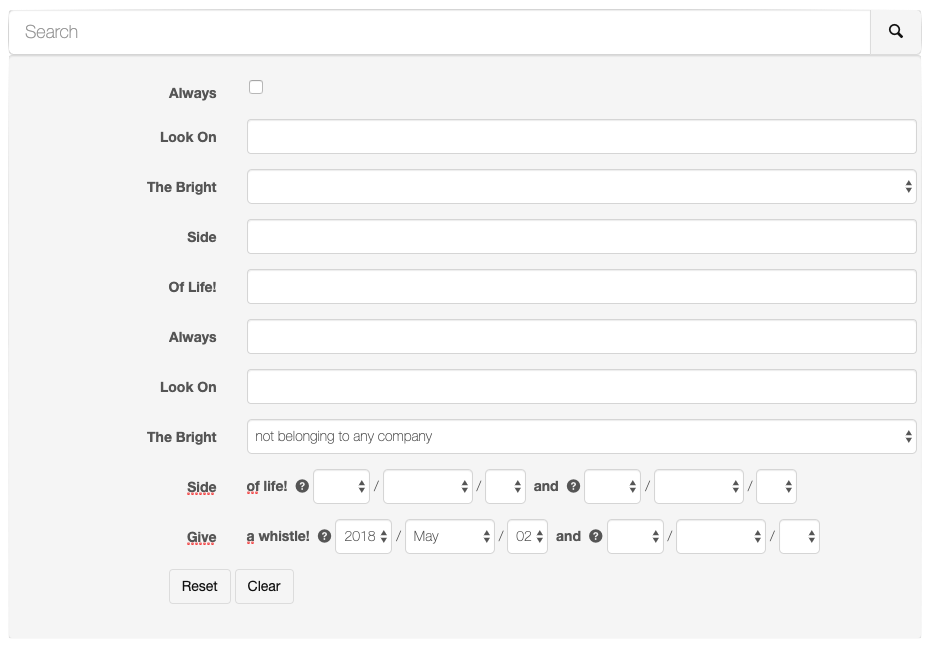 Search
Always
Look On
The Bright
Side
Of Life!
Always
Look On
The Bright not belonging to any company
Side of life! ? / / and ? / /
Give a whistle! ? 2018 / May / 02 and ? / /
Reset Clear